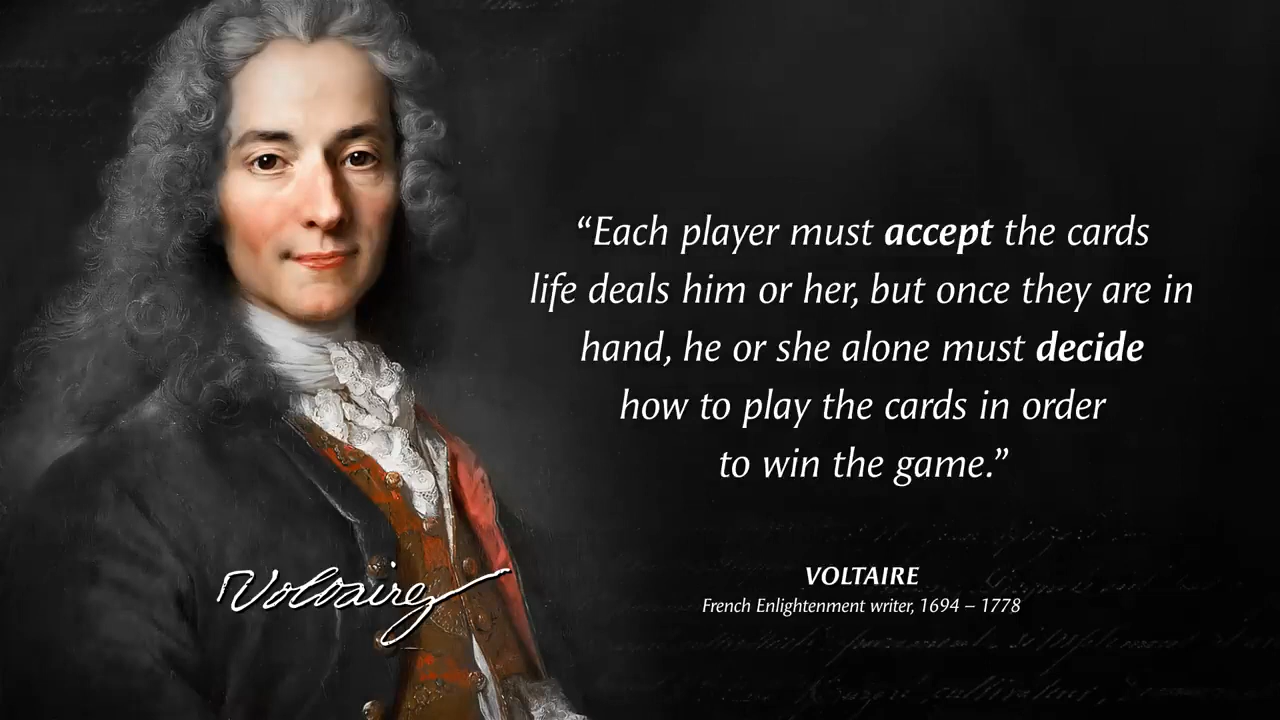 “Each player must accept the cards
life deals him or her, but once they are in
hand, he or she alone must decide
how to play the cards in order
to win the game.”
Voltaire
VOLTAIRE
French Enlightenment writer, 1694 – 1778